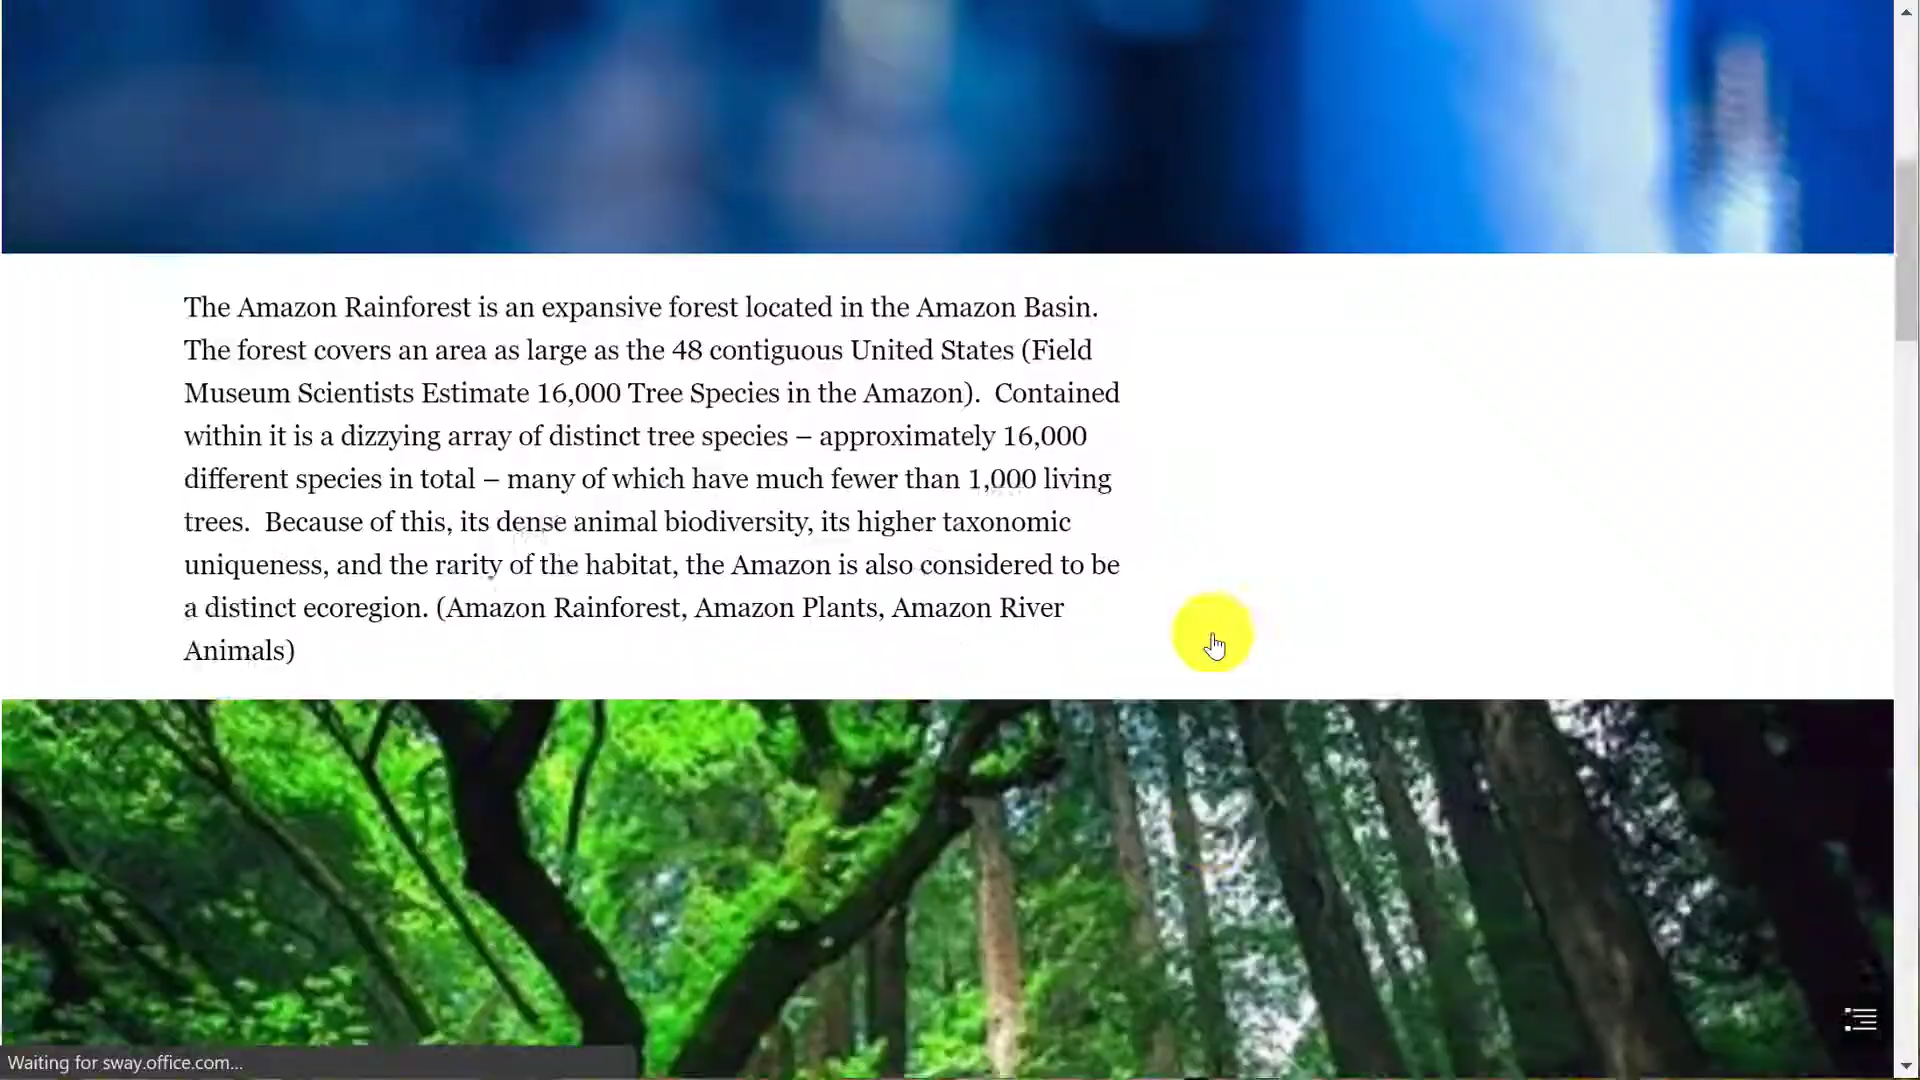 The Amazon Rainforest is an expansive forest located in the Amazon Basin.
The forest covers an area as large as the 48 contiguous United States (Field
Museum Scientists Estimate 16,000 Tree Species in the Amazon).  Contained
within it is a dizzying array of distinct tree species – approximately 16,000
different species in total – many of which have much fewer than 1,000 living
trees.  Because of this, its dense animal biodiversity, its higher taxonomic
uniqueness, and the rarity of the habitat, the Amazon is also considered to be
a distinct ecoregion. (Amazon Rainforest, Amazon Plants, Amazon River
Animals)
Waiting for sway.office.com...